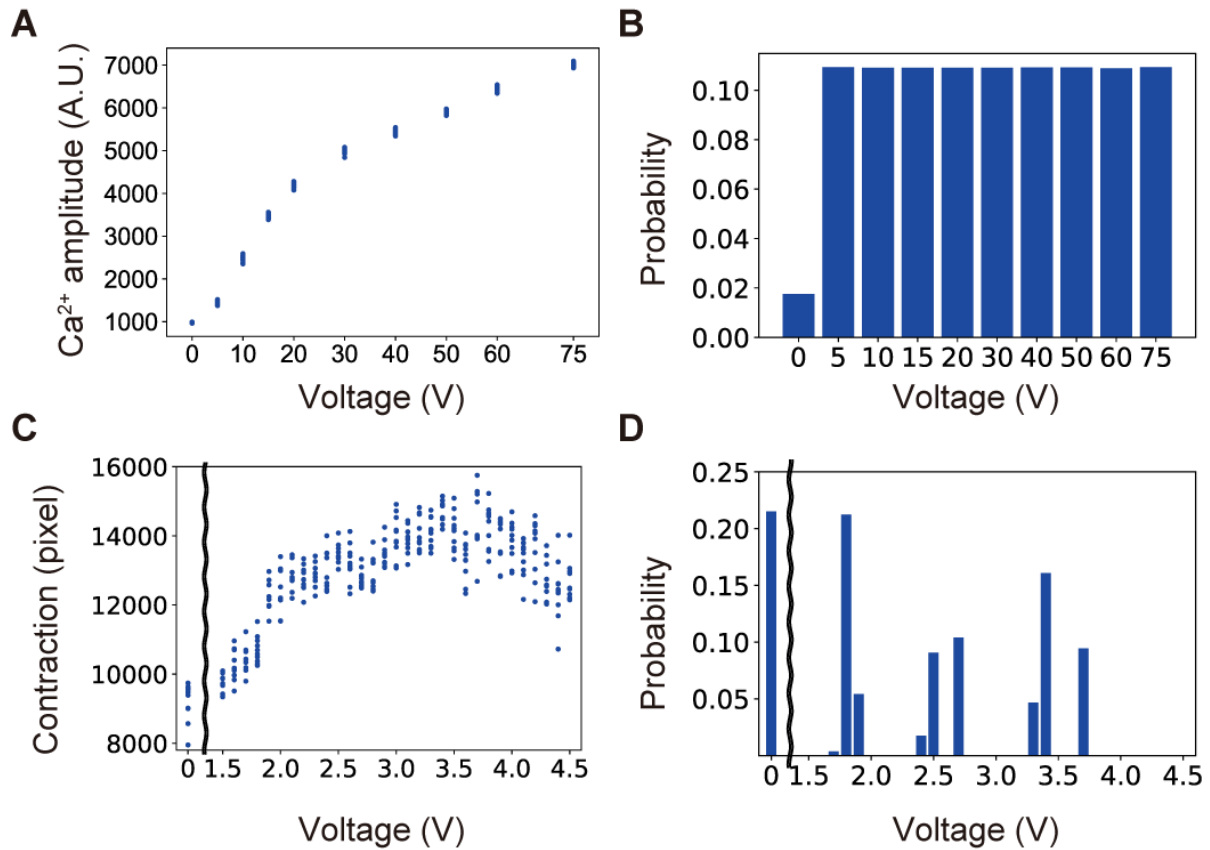 A
Ca²⁺ amplitude (A.U.)
7000
6000
5000
4000
3000
2000
1000
0 10 20 30 40 50 60 75
Voltage (V)
B
Probability
0.10
0.08
0.06
0.04
0.02
0.00
0 5 10 15 20 30 40 50 60 75
Voltage (V)
C
Contraction (pixel)
16000
14000
12000
10000
8000
0 1.5 2.0 2.5 3.0 3.5 4.0 4.5
Voltage (V)
D
Probability
0.25
0.20
0.15
0.10
0.05
0 1.5 2.0 2.5 3.0 3.5 4.0 4.5
Voltage (V)